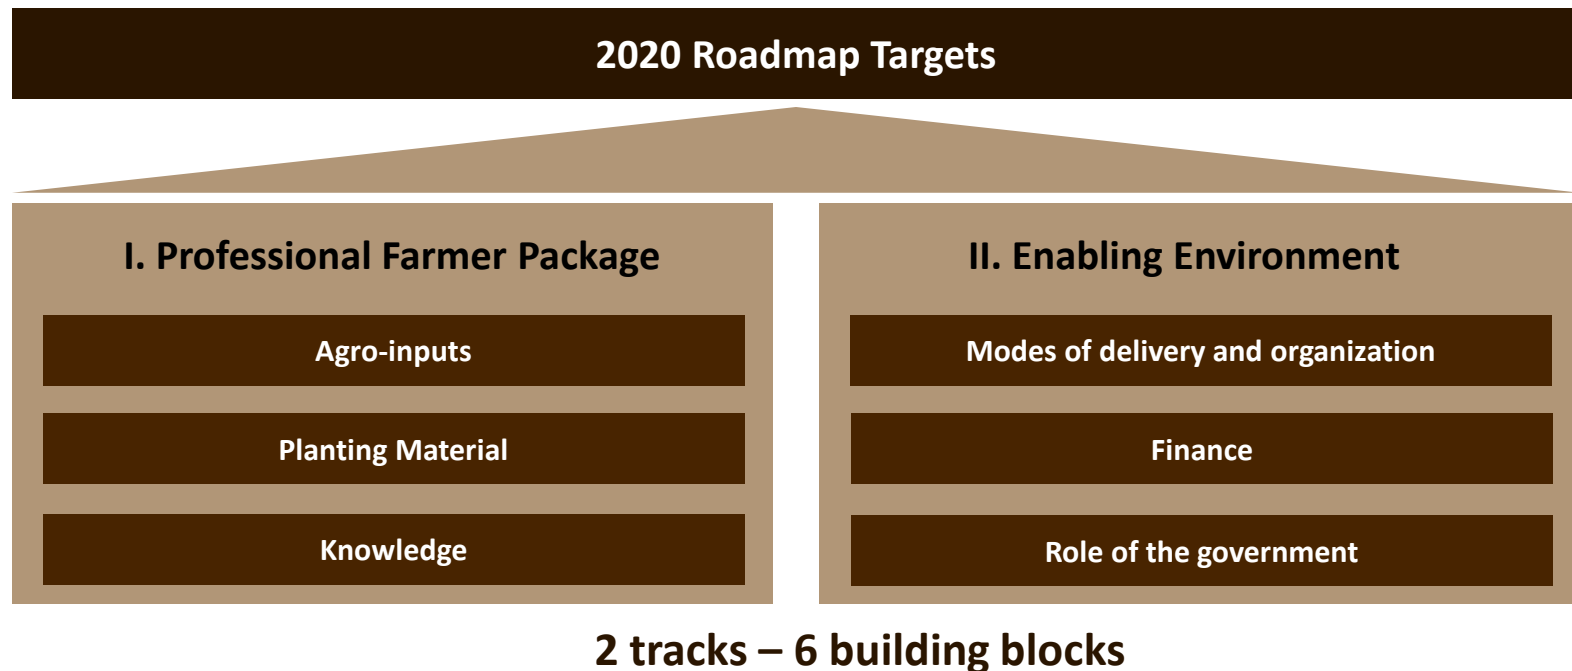 2020 Roadmap Targets
I. Professional Farmer Package
Agro-inputs
Planting Material
Knowledge
II. Enabling Environment
Modes of delivery and organization
Finance
Role of the government
2 tracks – 6 building blocks